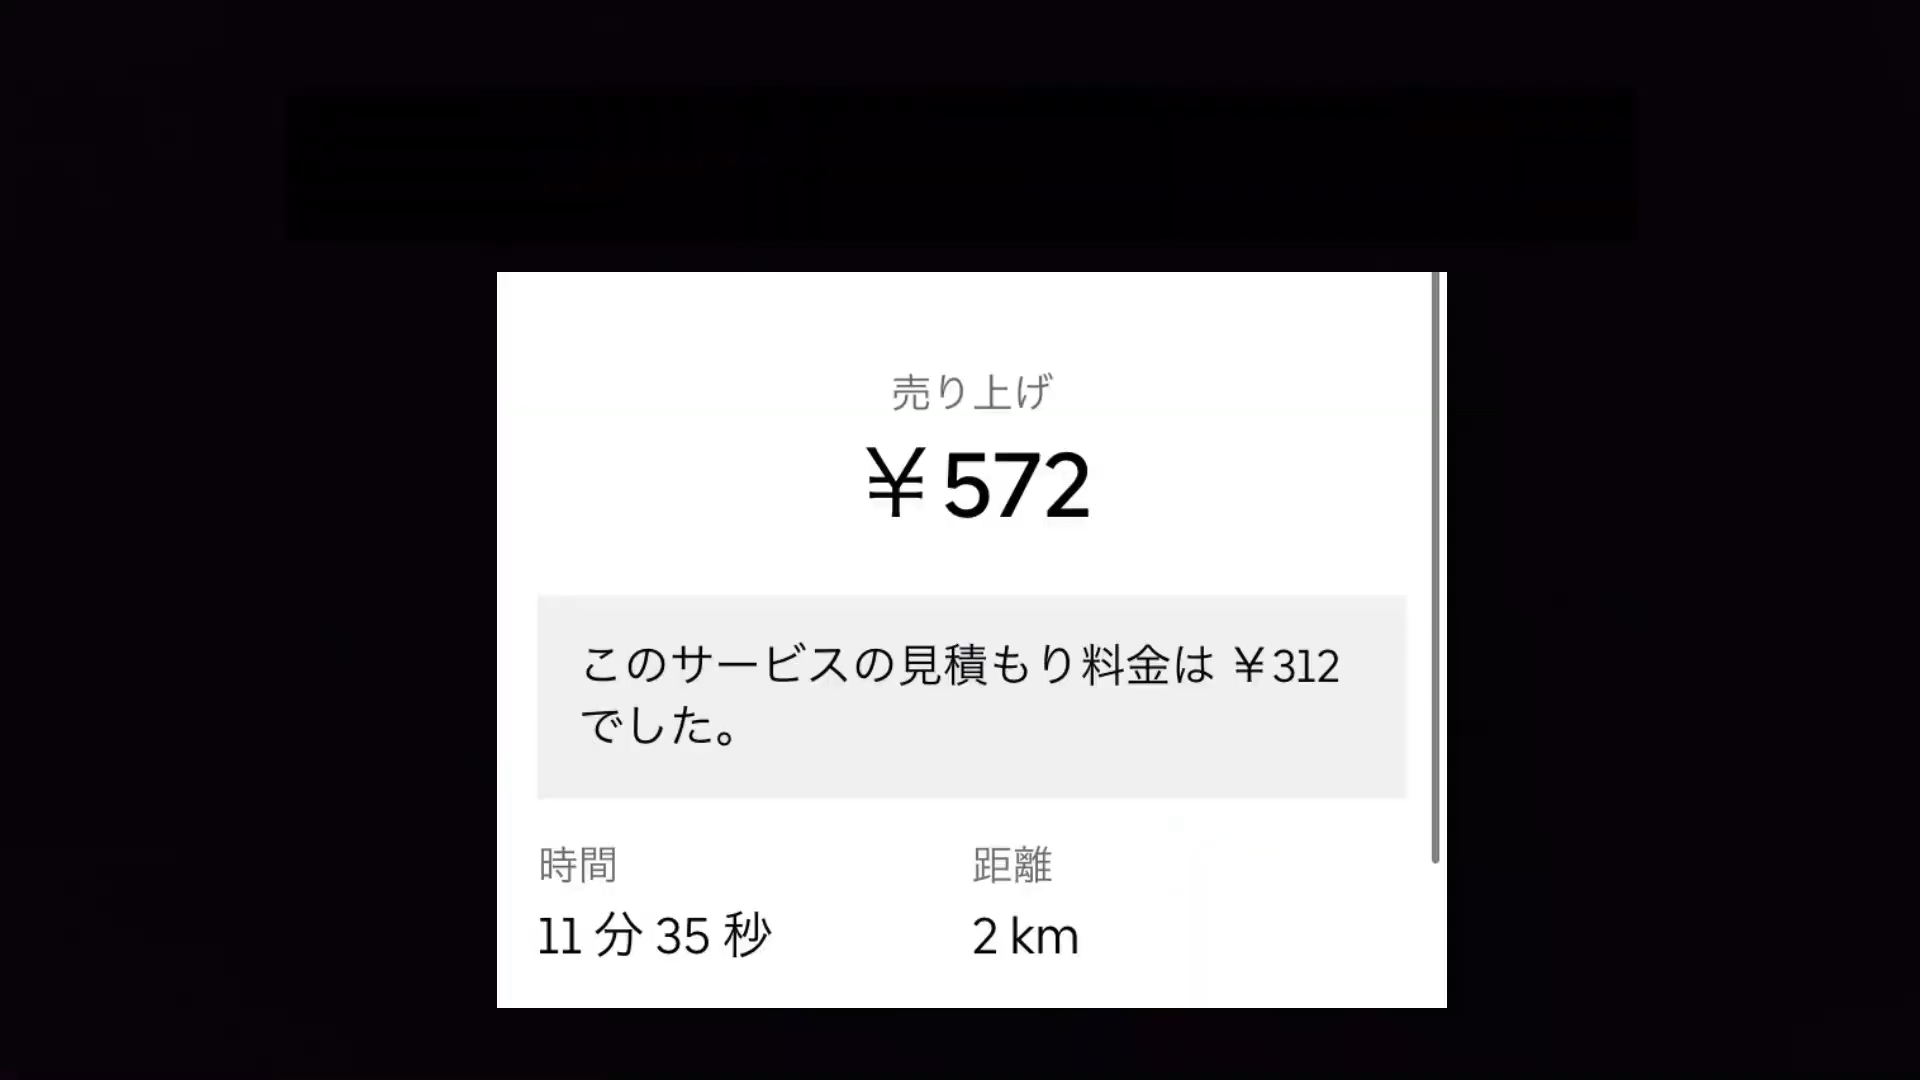 売り上げ
￥572
このサービスの見積もり料金は ￥312
でした。
時間
距離
11 分 35 秒
2 km